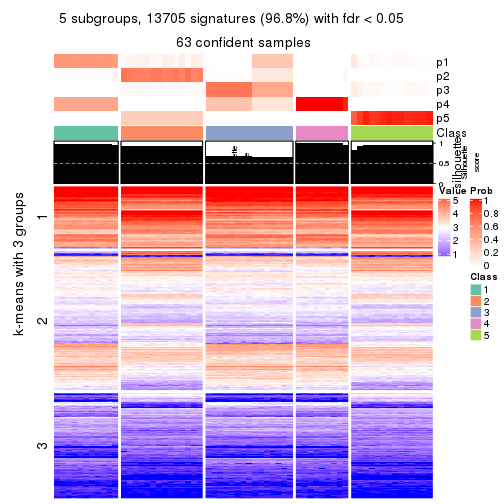 5 subgroups, 13705 signatures (96.8%) with fdr < 0.05
63 confident samples
p1
p2
p3
p4
p5
Class
1
0.5
0
silhouette
Silhouette
score
k-means with 3 groups
1
2
3
Value
5
4
3
2
1
Prob
1
0.8
0.6
0.4
0.2
0
Class
1
2
3
4
5